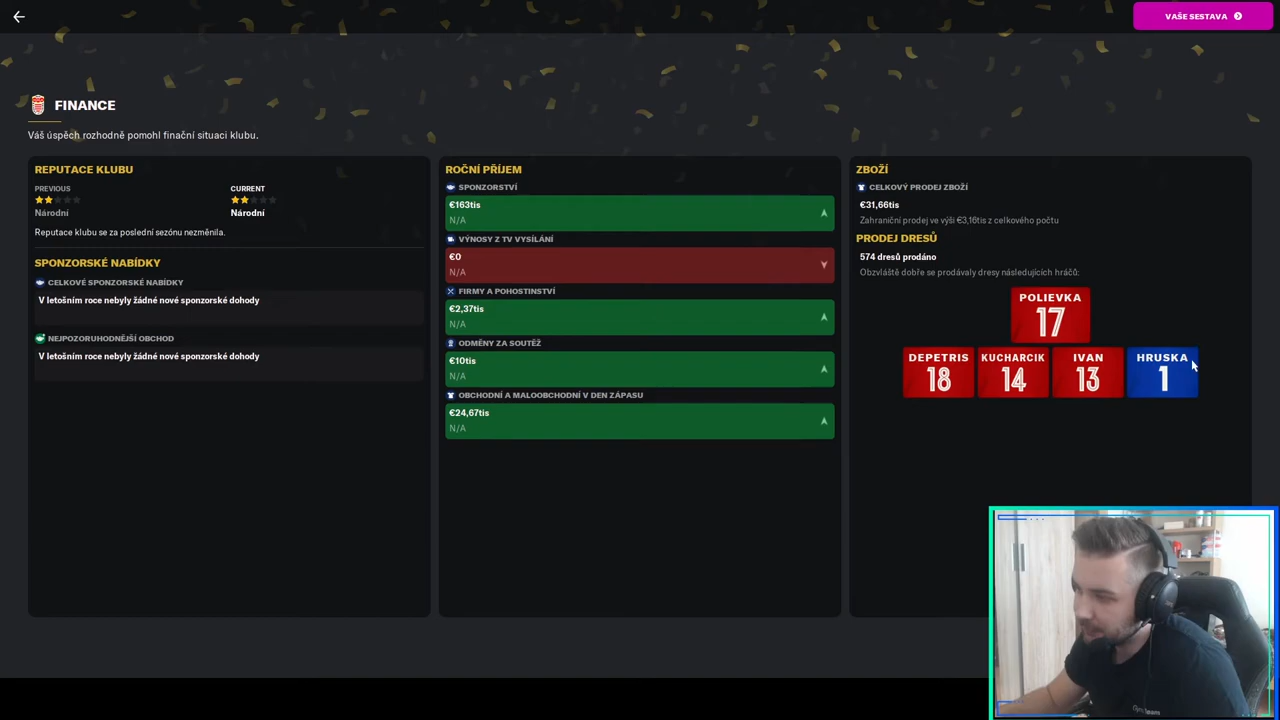 VAŠE SESTAVA
FINANCE
Váš úspěch rozhodně pomohl finační situaci klubu.
REPUTACE KLUBU
PREVIOUS
CURRENT
Národní
Národní
Reputace klubu se za poslední sezónu nezměnila.
SPONZORSKÉ NABÍDKY
CELKOVÉ SPONZORSKÉ NABÍDKY
V letošním roce nebyly žádné nové sponzorské dohody
NEJPOZORUHODNĚJŠÍ OBCHOD
V letošním roce nebyly žádné nové sponzorské dohody
ROČNÍ PŘÍJEM
SPONZORSTVÍ
€163tis
N/A
VÝNOSY Z TV VYSÍLÁNÍ
€0
N/A
FIRMY A POHOSTINSTVÍ
€2,37tis
N/A
ODMĚNY ZA SOUTĚŽ
€10tis
N/A
OBCHODNÍ A MALOOBCHODNÍ V DEN ZÁPASU
€24,67tis
N/A
ZBOŽÍ
CELKOVÝ PRODEJ ZBOŽÍ
€31,66tis
Zahraniční prodej ve výši €3,16tis z celkového počtu
PRODEJ DRESŮ
574 dresů prodáno
Obzvláště dobře se prodávaly dresy následujících hráčů:
POLIEVKA
17
DEPETRIS KUCHARCIK IVAN HRUSKA
18 14 13 1